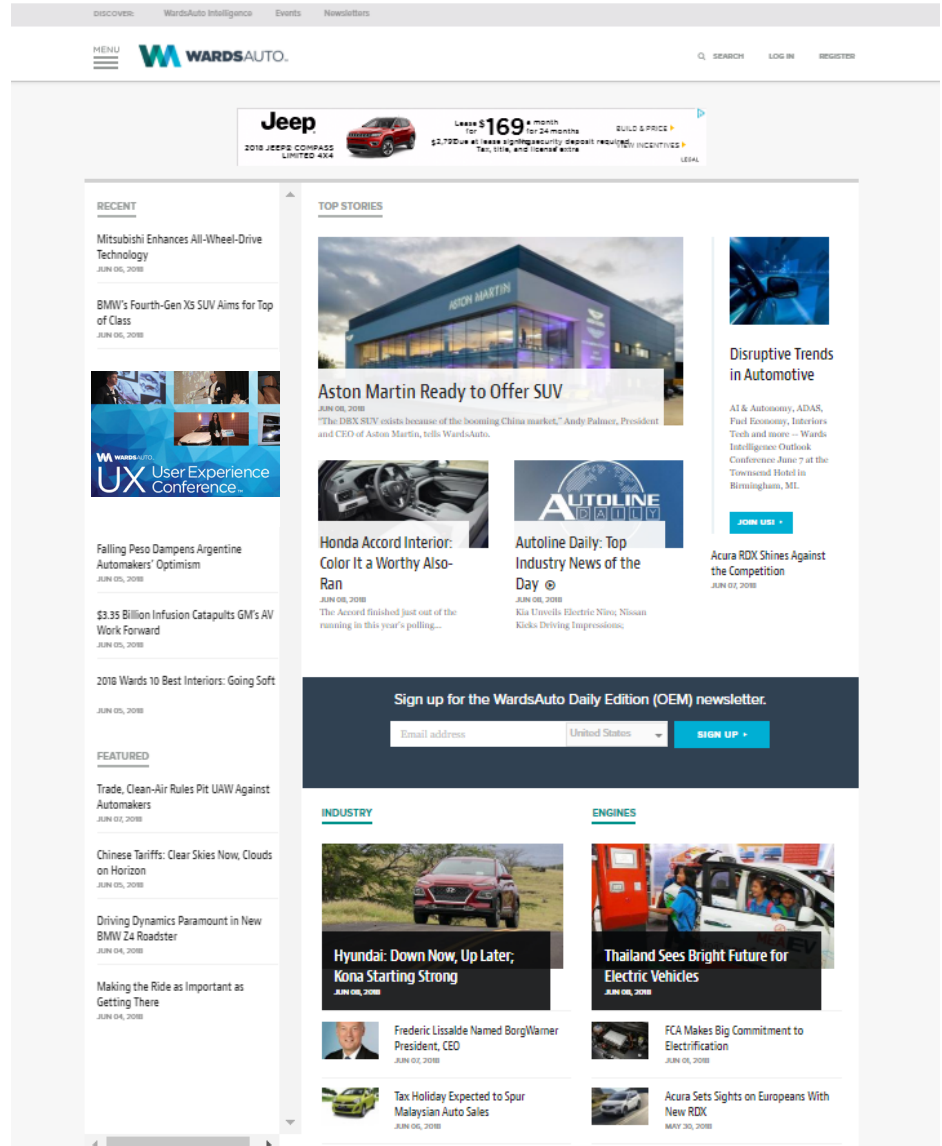 DISCOVER: WardsAuto Intelligence Events Newsletters
MENU
WARDSAUTO.
SEARCH LOG IN REGISTER
Jeep
2018 JEEP® COMPASS
LIMITED 4X4
Lease for $169 a month for 24 months
Tax, title, and license extra
BUILD & PRICE
VIEW INCENTIVES
LEGAL
RECENT
Mitsubishi Enhances All-Wheel-Drive
Technology
JUN 06, 2018
BMW's Fourth-Gen X5 SUV Aims for Top
of Class
JUN 06, 2018
WARDSAUTO.
UX User Experience
Conference™
Falling Peso Dampens Argentine
Automakers' Optimism
JUN 05, 2018
$3.35 Billion Infusion Catapults GM's AV
Work Forward
JUN 05, 2018
2018 Wards 10 Best Interiors: Going Soft
JUN 05, 2018
FEATURED
Trade, Clean-Air Rules Pit UAW Against
Automakers
JUN 07, 2018
Chinese Tariffs: Clear Skies Now, Clouds
on Horizon
JUN 05, 2018
Driving Dynamics Paramount in New
BMW Z4 Roadster
JUN 04, 2018
Making the Ride as Important as
Getting There
JUN 04, 2018
TOP STORIES
ASTON MARTIN
Aston Martin Ready to Offer SUV
JUN 08, 2018
"The DBX SUV exists because of the booming China market," Andy Palmer, President
and CEO of Aston Martin, tells WardsAuto.
Honda Accord Interior:
Color It a Worthy Also-
Ran
JUN 08, 2018
The Accord finished just out of the
running in this year's polling...
AUTOLINE
DAILY
Autoline Daily: Top
Industry News of the
Day
JUN 08, 2018
Kia Unveils Electric Niro; Nissan
Kicks Driving Impressions;
Disruptive Trends
in Automotive
AI & Autonomy, ADAS,
Fuel Economy, Interiors
Tech and more -- Wards
Intelligence Outlook
Conference June 7 at the
Townsend Hotel in
Birmingham, MI.
JOIN US!
Acura RDX Shines Against
the Competition
JUN 07, 2018
Sign up for the WardsAuto Daily Edition (OEM) newsletter.
Email address United States SIGN UP
INDUSTRY
Hyundai: Down Now, Up Later;
Kona Starting Strong
JUN 08, 2018
Frederic Lissalde Named BorgWarner
President, CEO
JUN 07, 2018
Tax Holiday Expected to Spur
Malaysian Auto Sales
JUN 06, 2018
ENGINES
EV
Thailand Sees Bright Future for
Electric Vehicles
JUN 08, 2018
FCA Makes Big Commitment to
Electrification
JUN 01, 2018
Acura Sets Sights on Europeans With
New RDX
MAY 30, 2018